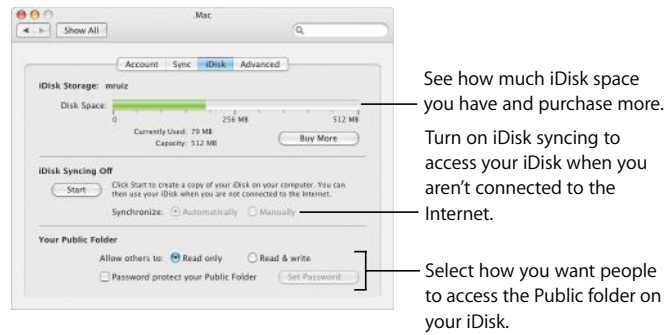 .Mac
Show All
Account Sync iDisk Advanced
iDisk Storage: mruiz
Disk Space:
0 256 MB 512 MB
Currently Used: 79 MB
Capacity: 512 MB
Buy More
iDisk Syncing Off
Start
Click Start to create a copy of your iDisk on your computer. You can
then use your iDisk when you are not connected to the Internet.
Synchronize: Automatically Manually
Your Public Folder
Allow others to: Read only Read & write
Password protect your Public Folder Set Password...
See how much iDisk space
you have and purchase more.
Turn on iDisk syncing to
access your iDisk when you
aren't connected to the
Internet.
Select how you want people
to access the Public folder on
your iDisk.